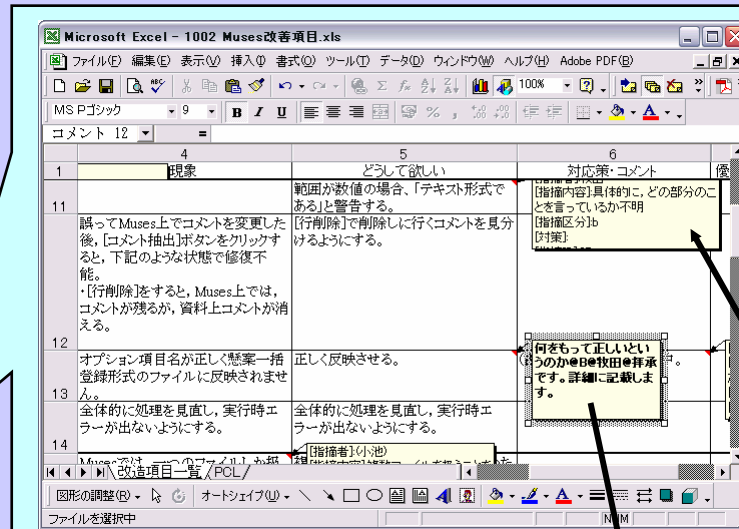 Microsoft Excel - 1002 Muses改善項目.xls
ファイル(F) 編集(E) 表示(V) 挿入(I) 書式(O) ツール(T) データ(D) ウィンドウ(W) ヘルプ(H) Adobe PDF(B)
100%
MS Pゴシック 9 B I U
コメント 12 =
4 5 6
1 現象 どうして欲しい 対応策・コメント 優
11
範囲が数値の場合、「テキスト形式で
ある」と警告する。
[指摘内容]:具体的に, どの部分のこ
とを言っているか不明
[指摘区分]:b
[対策]:
12
誤ってMuses上でコメントを変更した
後, [コメント抽出]ボタンをクリックす
ると, 下記のような状態で修復不
能。
・[行削除]をすると, Muses上では,
コメントが残るが, 資料上コメントが消
える。
[行削除]で削除しに行くコメントを見分
けるようにする。
13
オプション項目名が正しく懸案一括
登録形式のファイルに反映されませ
ん。
正しく反映させる。
何をもって正しいとい
うのか@B@牧田@拝承
です。詳細に記載しま
す。
す。
14
全体的に処理を見直し, 実行時エ
ラーが出ないようにする。
全体的に処理を見直し, 実行時エ
ラーが出ないようにする。
[指摘者]:(小池)
改造項目一覧 PCL
図形の調整(R) オートシェイプ(U)
ファイルを選択中 NUM